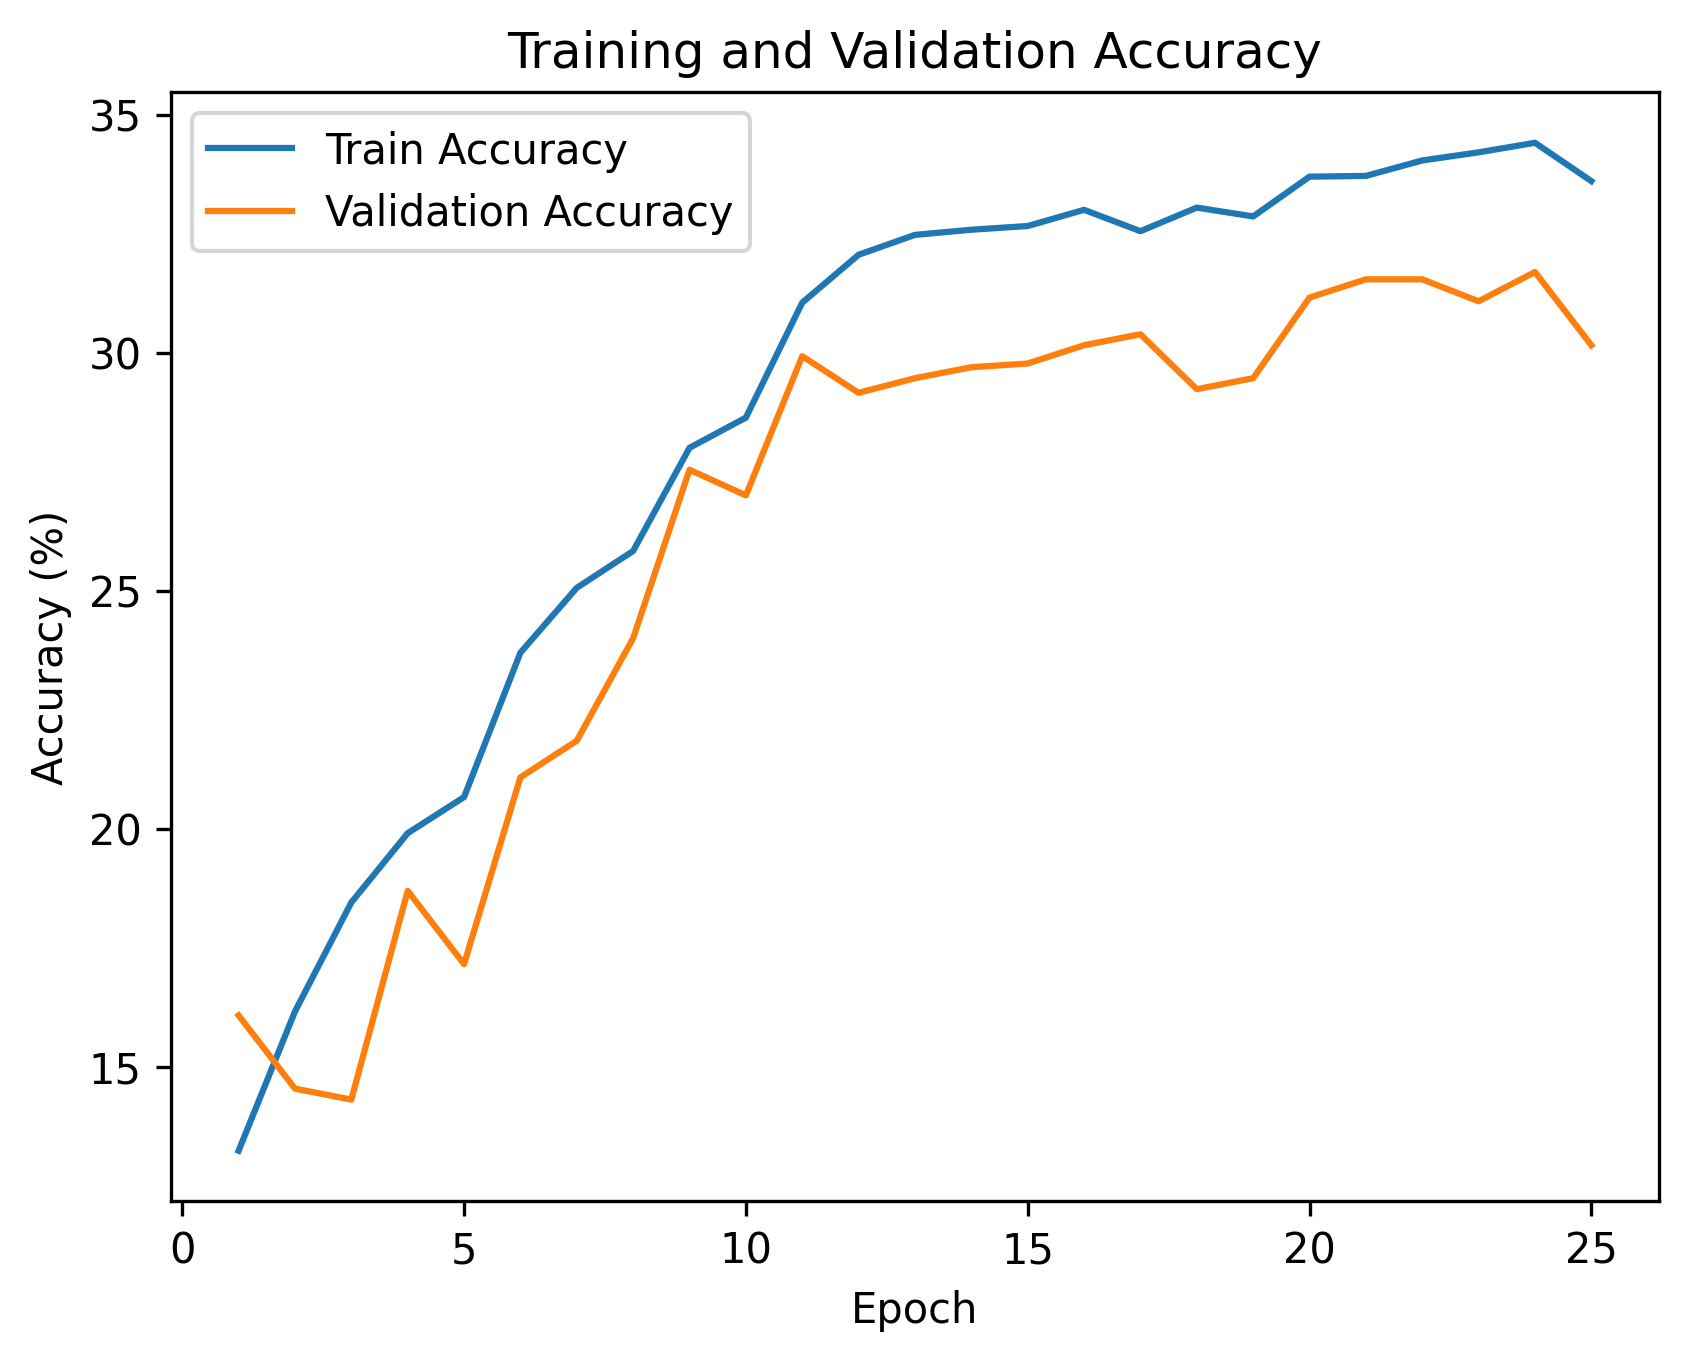 Training and Validation Accuracy
Train Accuracy
Validation Accuracy
35
30
25
20
15
Accuracy (%)
0 5 10 15 20 25
Epoch